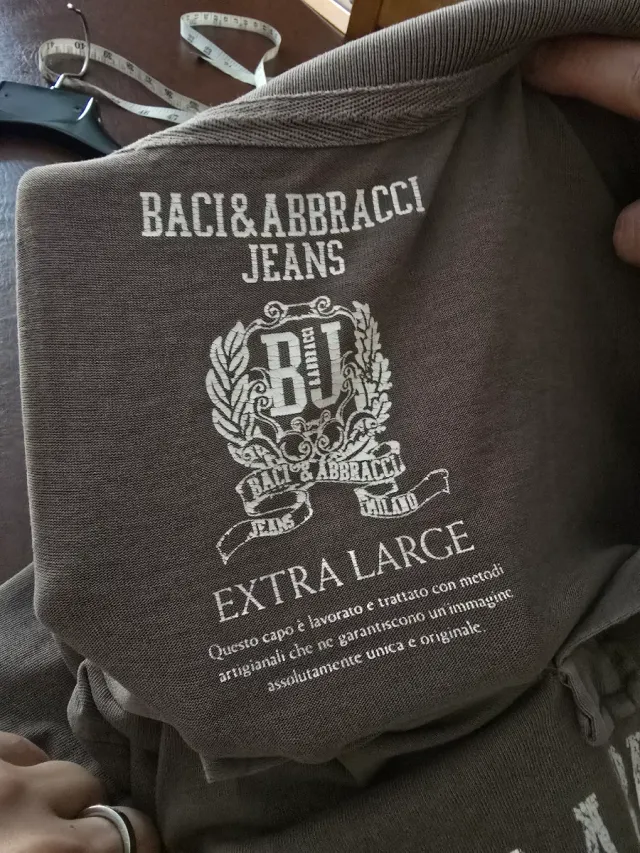 BACI&ABBRACCI
JEANS
BJ
&ABBRACCI
BACI & ABBRACCI
JEANS
MILANO
EXTRA LARGE
Questo capo è lavorato e trattato con metodi
artigianali che ne garantiscono un'immagine
assolutamente unica e originale.